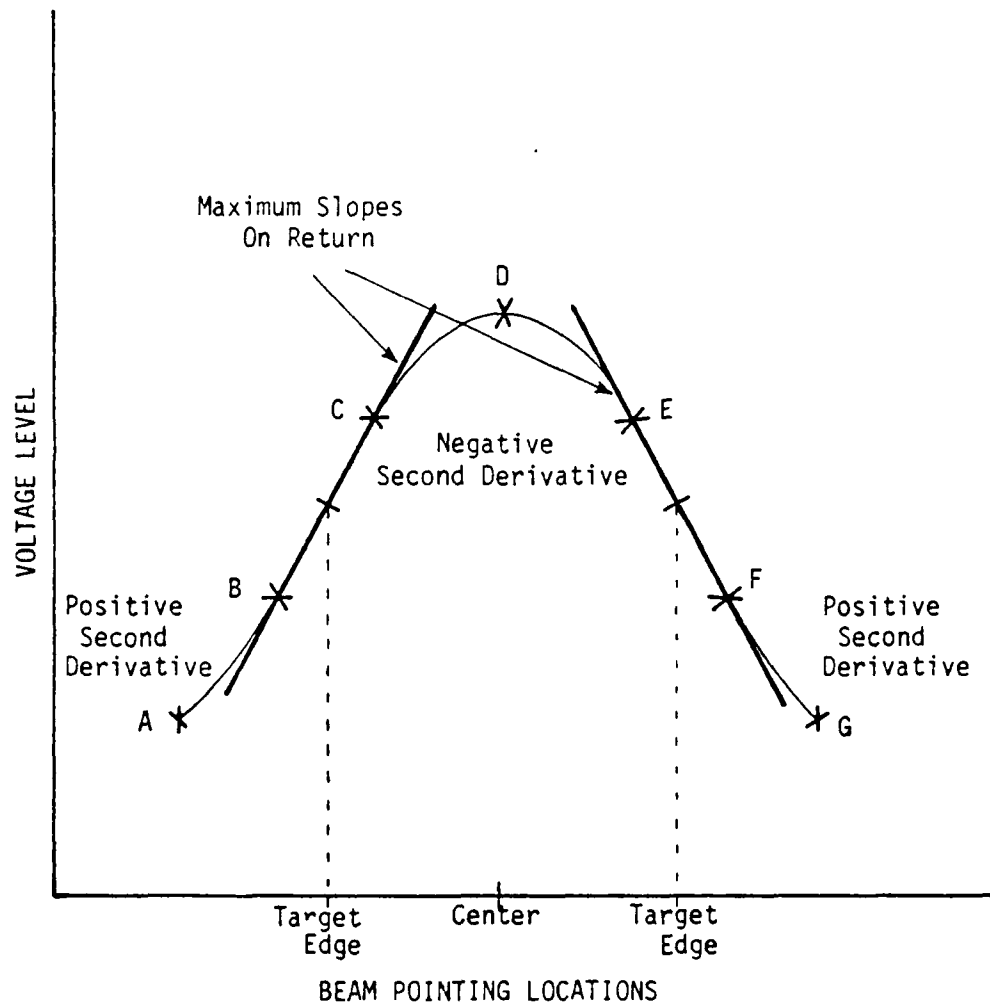 Maximum Slopes
On Return
D
C
E
Negative
Second Derivative
VOLTAGE LEVEL
B
F
Positive
Second
Derivative
Positive
Second
Derivative
A
G
Target
Edge
Center
Target
Edge
BEAM POINTING LOCATIONS